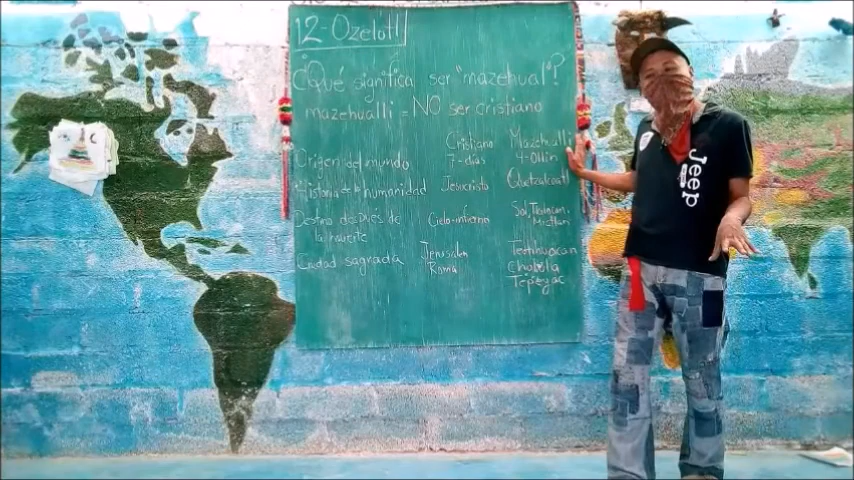 12-Ozelotl
¿Qué significa ser "mazehual"?
mazehualli = NO ser cristiano
Cristiano Mazehualli
Origen del mundo 7-dias 4-Ollin
Historia de la humanidad Jesucristo Quetzalcoatl
Destino después de la muerte Cielo-infierno Sol, Tlalocan, Mictlan
Ciudad sagrada Jerusalen Roma Teotihuacan Cholula Tepeyac
Jeep